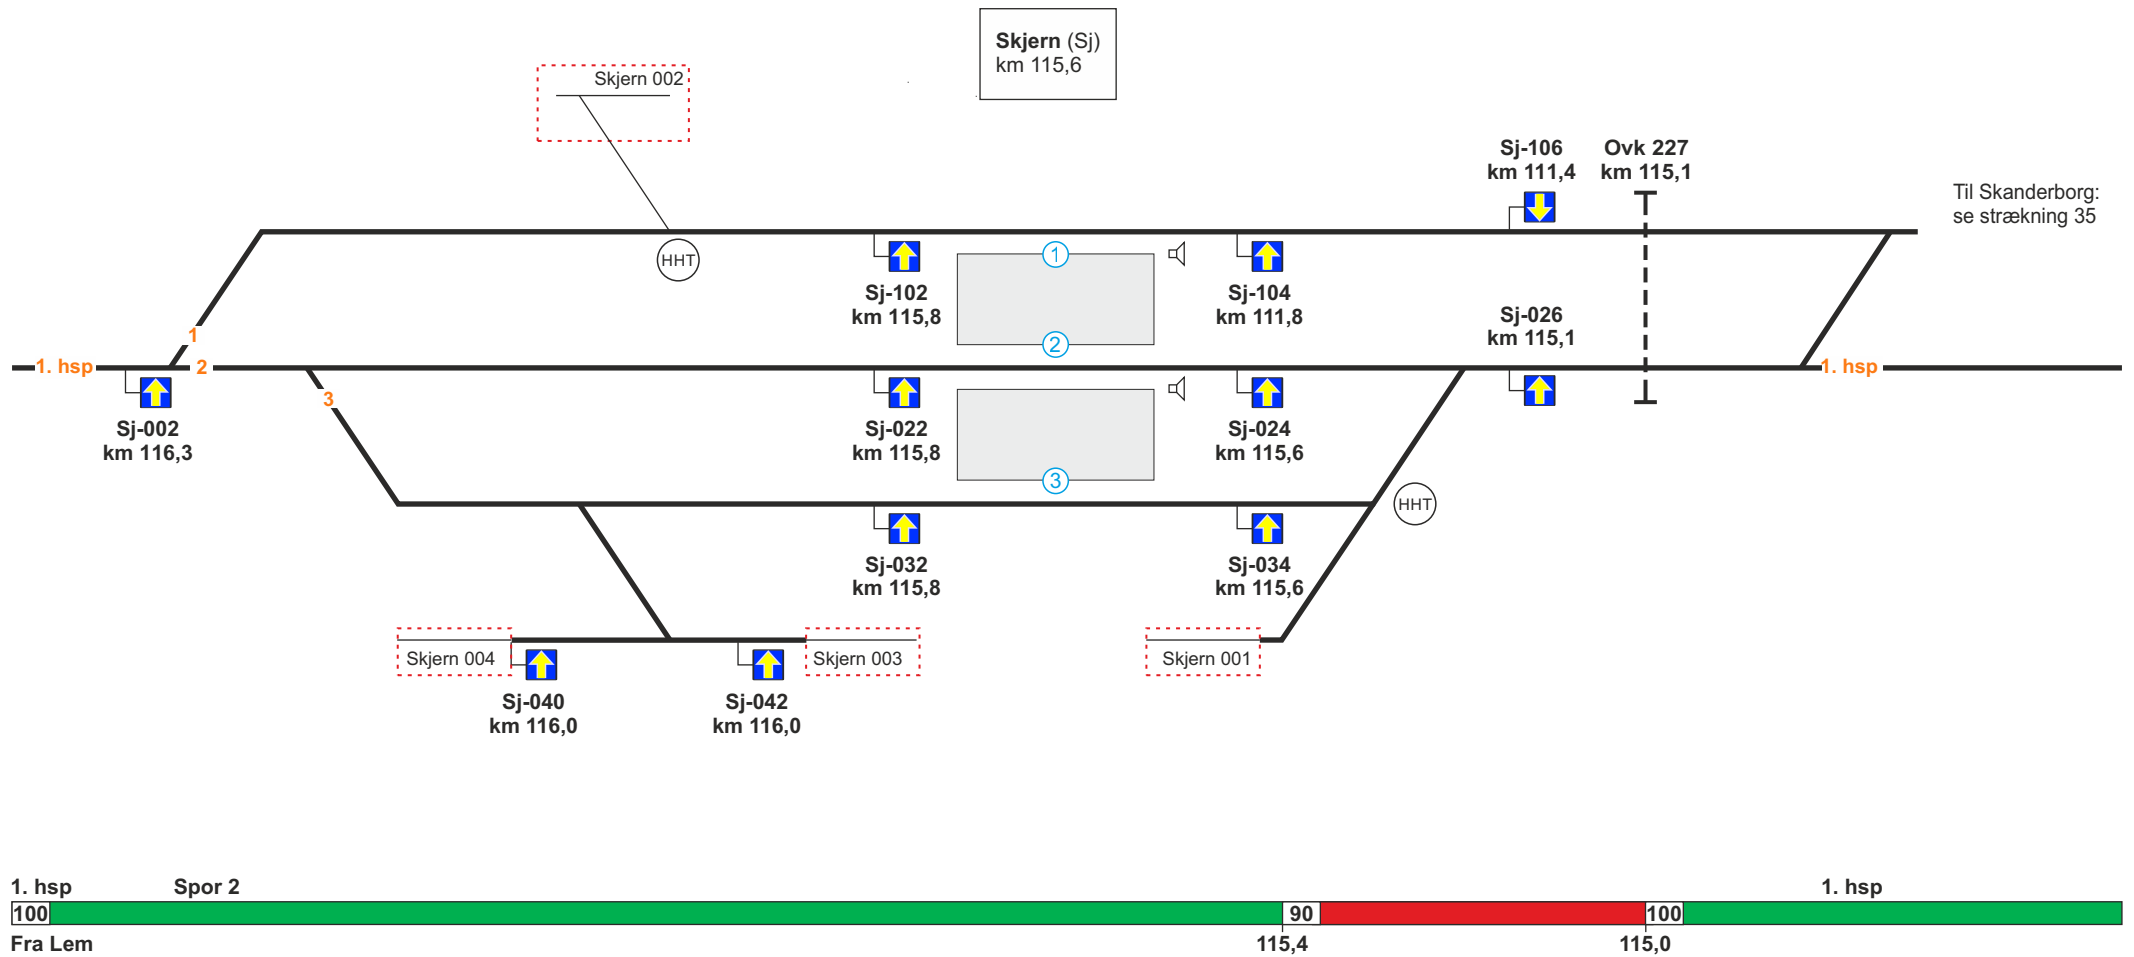 Skjern (Sj)
km 115,6
Skjern 002
Sj-106
km 111,4
Ovk 227
km 115,1
Til Skanderborg:
se strækning 35
HHT
1
Sj-102
km 115,8
Sj-104
km 111,8
Sj-026
km 115,1
1
2
1. hsp
2
1. hsp
3
Sj-002
km 116,3
Sj-022
km 115,8
Sj-024
km 115,6
3
HHT
Sj-032
km 115,8
Sj-034
km 115,6
Skjern 004
Skjern 003
Skjern 001
Sj-040
km 116,0
Sj-042
km 116,0
1. hsp
Spor 2
1. hsp
100
90
100
Fra Lem
115,4
115,0